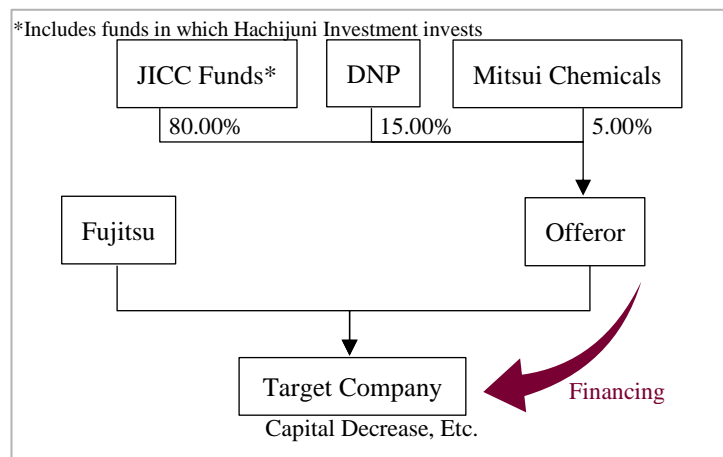 *Includes funds in which Hachijuni Investment invests
JICC Funds*
DNP
Mitsui Chemicals
80.00%
15.00%
5.00%
Fujitsu
Offeror
Target Company
Financing
Capital Decrease, Etc.